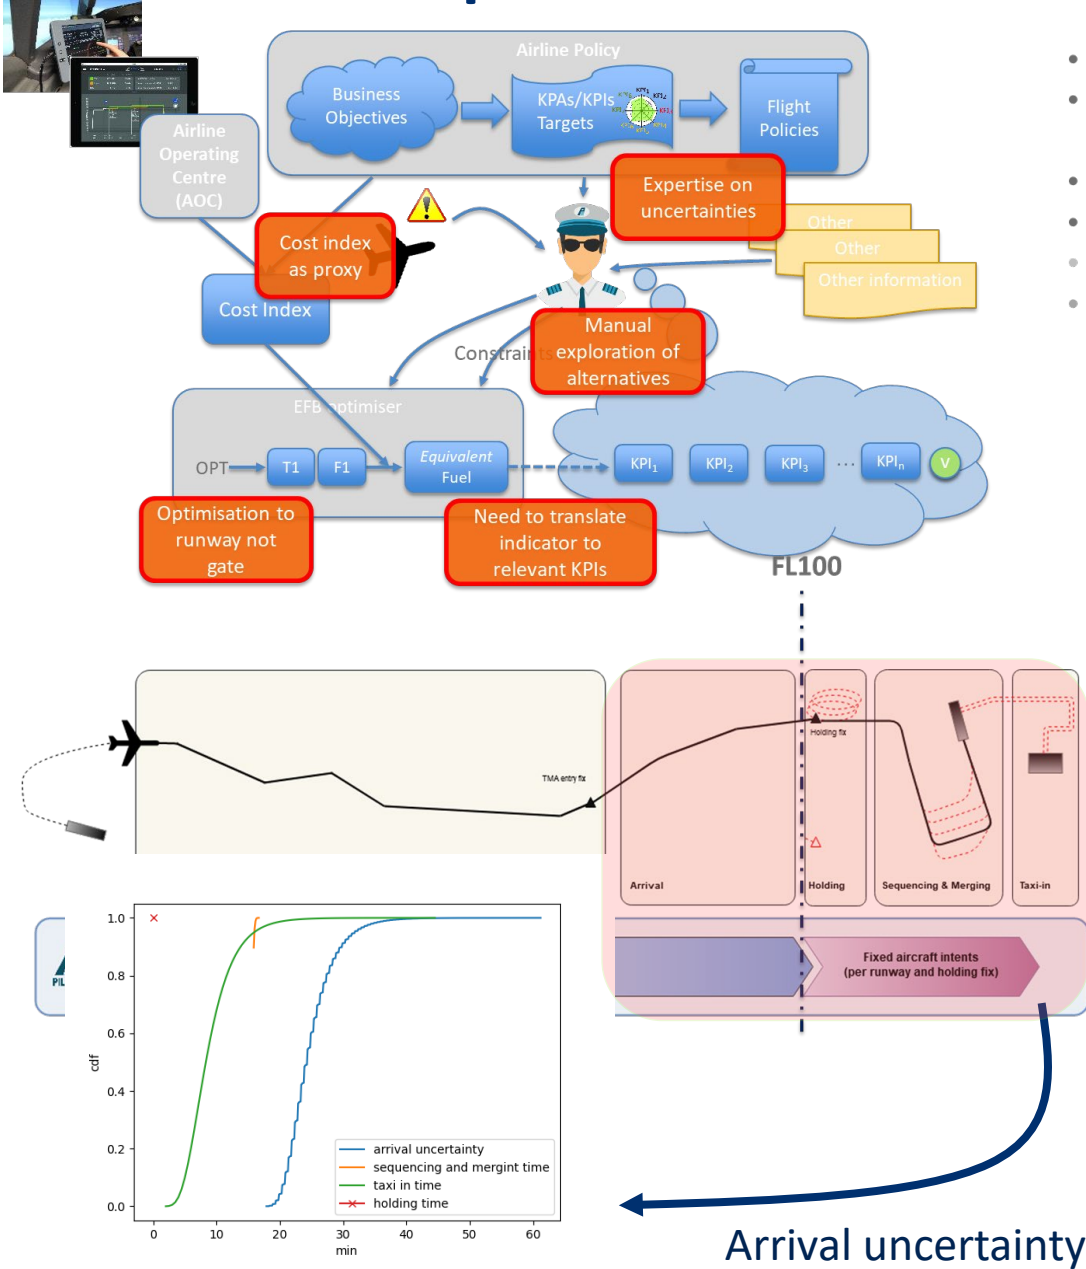 Airline Policy
Business
Objectives
KPAs/KPIs
Targets
Flight
Policies
Airline
Operating
Centre
(AOC)
Expertise on
uncertainties
Cost index
as proxy
Other
Other
Other information
Cost Index
Manual
exploration of
alternatives
Constraints
EFB optimiser
OPT
T1
F1
Equivalent
Fuel
KPI1
KPI2
KPI3
...
KPIn
V
Optimisation to
runway not
gate
Need to translate
indicator to
relevant KPIs
FL100
Holding fix
TMA entry fix
Arrival
Holding
Sequencing & Merging
Taxi-in
Fixed aircraft intents
(per runway and holding fix)
PIL
1.0
0.8
0.6
0.4
0.2
0.0
cdf
arrival uncertainty
sequencing and mergint time
taxi in time
holding time
0 10 20 30 40 50 60
min
Arrival uncertainty